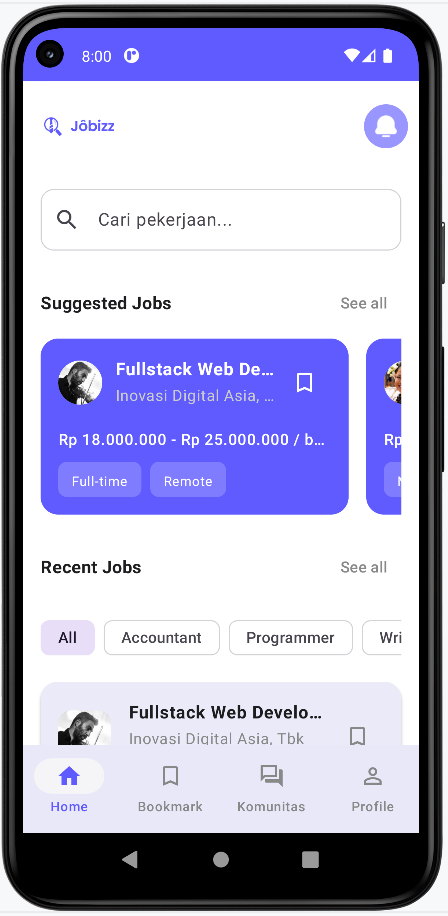 8:00
Jôbizz
Cari pekerjaan...
Suggested Jobs
See all
Fullstack Web De...
Inovasi Digital Asia, ...
Rp 18.000.000 - Rp 25.000.000 / b...
Rp
Full-time
Remote
Recent Jobs
See all
All
Accountant
Programmer
Wri
Fullstack Web Develo...
Inovasi Digital Asia, Tbk
Home
Bookmark
Komunitas
Profile